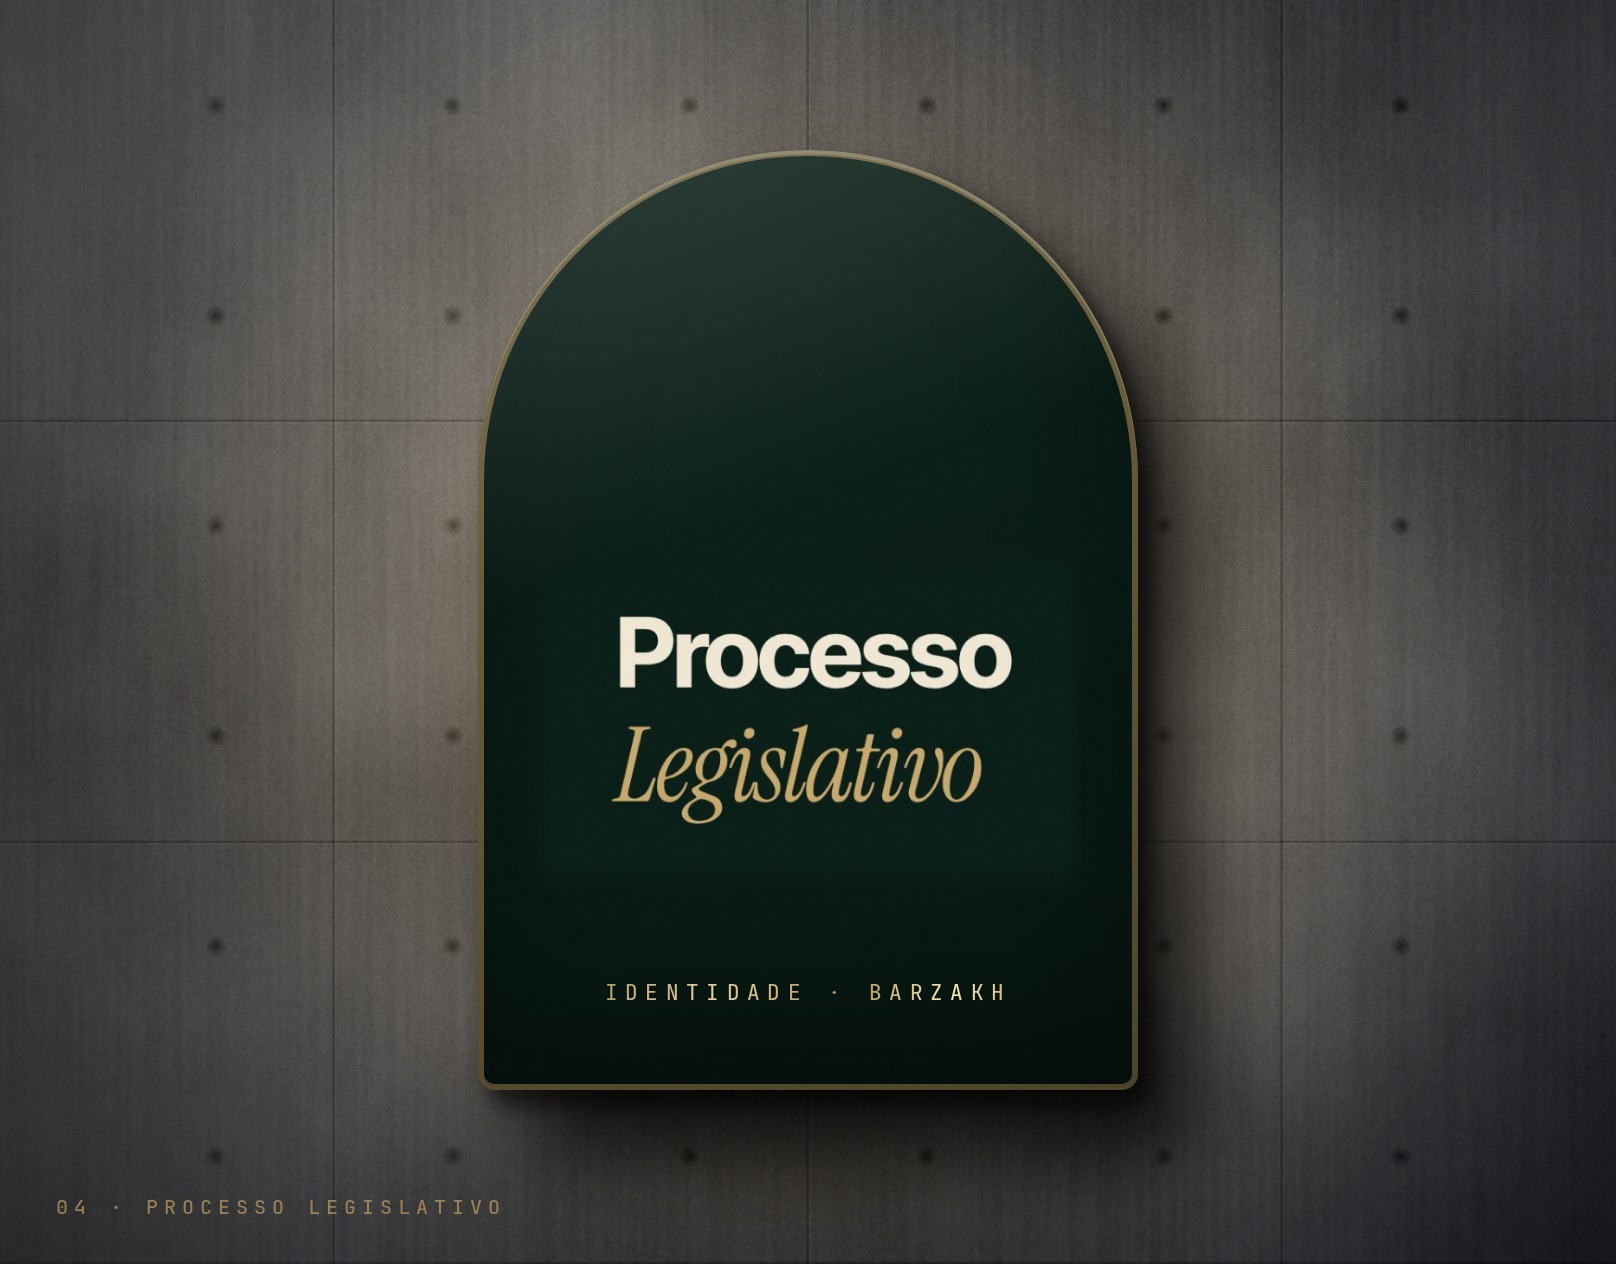 Processo
Legislativo
IDENTIDADE · BARZAKH
04 · PROCESSO LEGISLATIVO